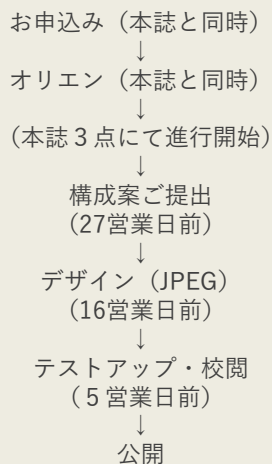 お申込み（本誌と同時）
↓
オリエン（本誌と同時）
↓
（本誌３点にて進行開始）
↓
構成案ご提出
（27営業日前）
↓
デザイン（JPEG）
（16営業日前）
↓
テストアップ・校閲
（５営業日前）
↓
公開